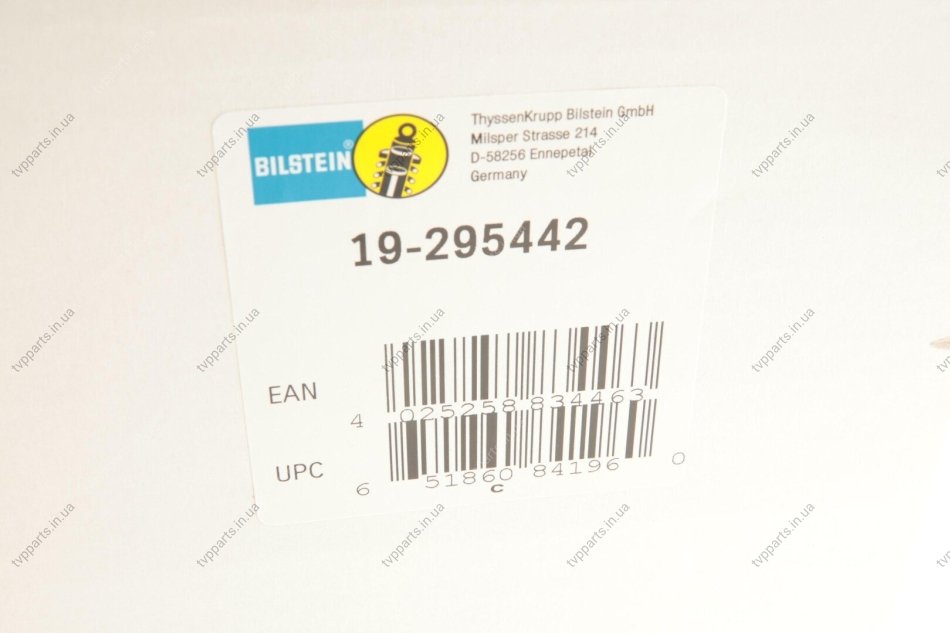 BILSTEIN®
ThyssenKrupp Bilstein GmbH
Milsper Strasse 214
D-58256 Ennepetal
Germany
19-295442
EAN
4 025258 834463
UPC
6 51860 84196 0
c
tvpparts.in.ua